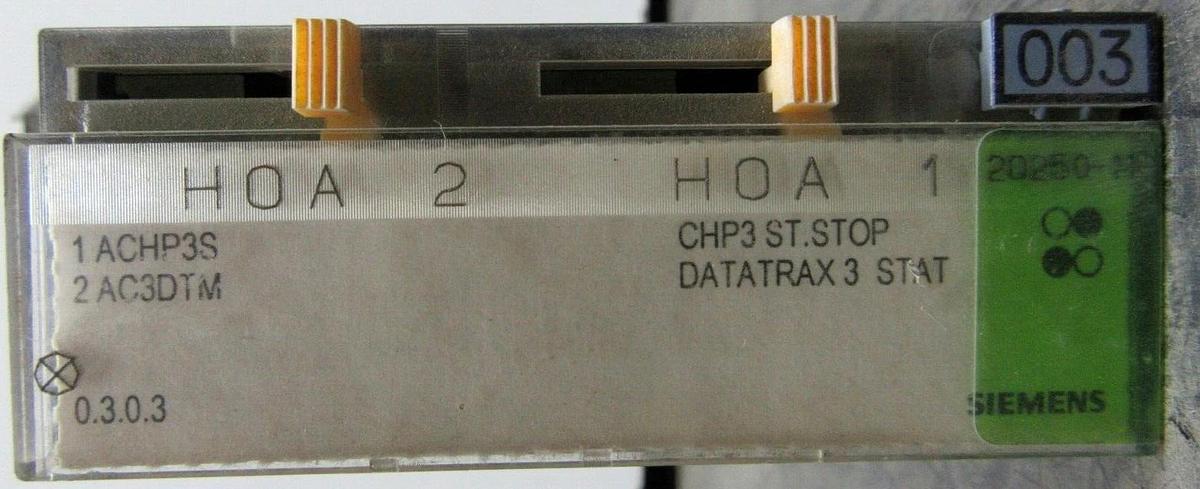 003
HOA 2 HOA 1
1 ACHP3S CHP3 ST.STOP
2 AC3DTM DATATRAX 3 STAT
0.3.0.3
SIEMENS